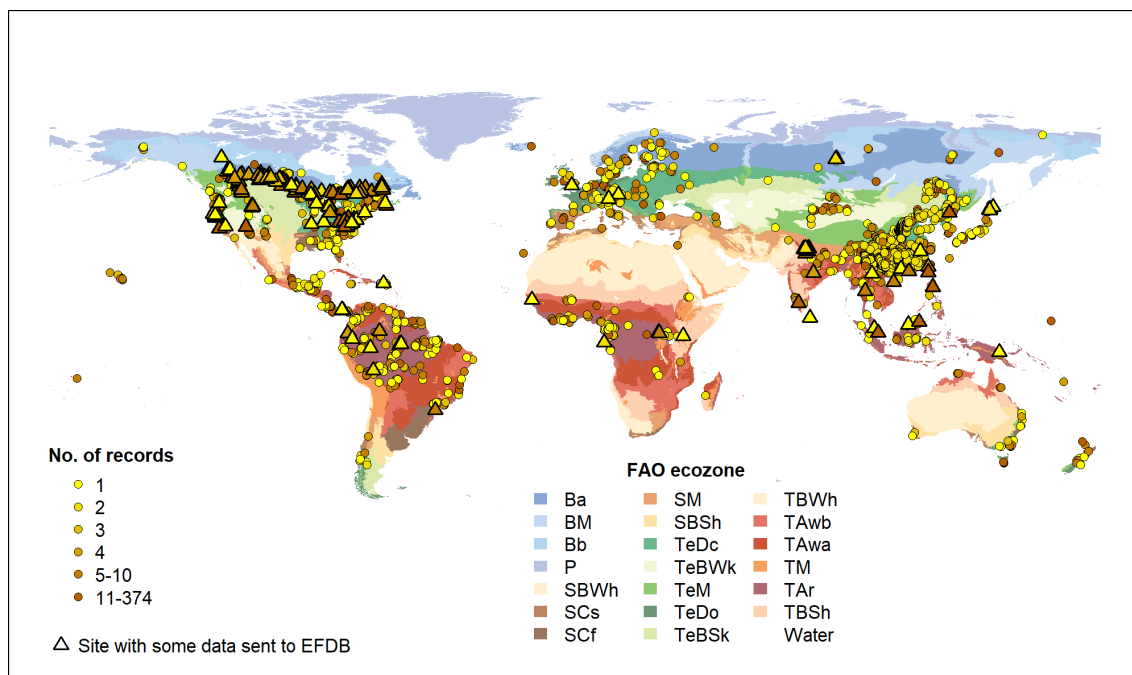 No. of records
1
2
3
4
5-10
11-374
Site with some data sent to EFDB
FAO ecozone
Ba
BM
Bb
P
SBWh
SCs
SCf
SM
SBSh
TeDc
TeBWk
TeM
TeDo
TeBSk
TBWh
TAwb
TAwa
TM
TAr
TBSh
Water